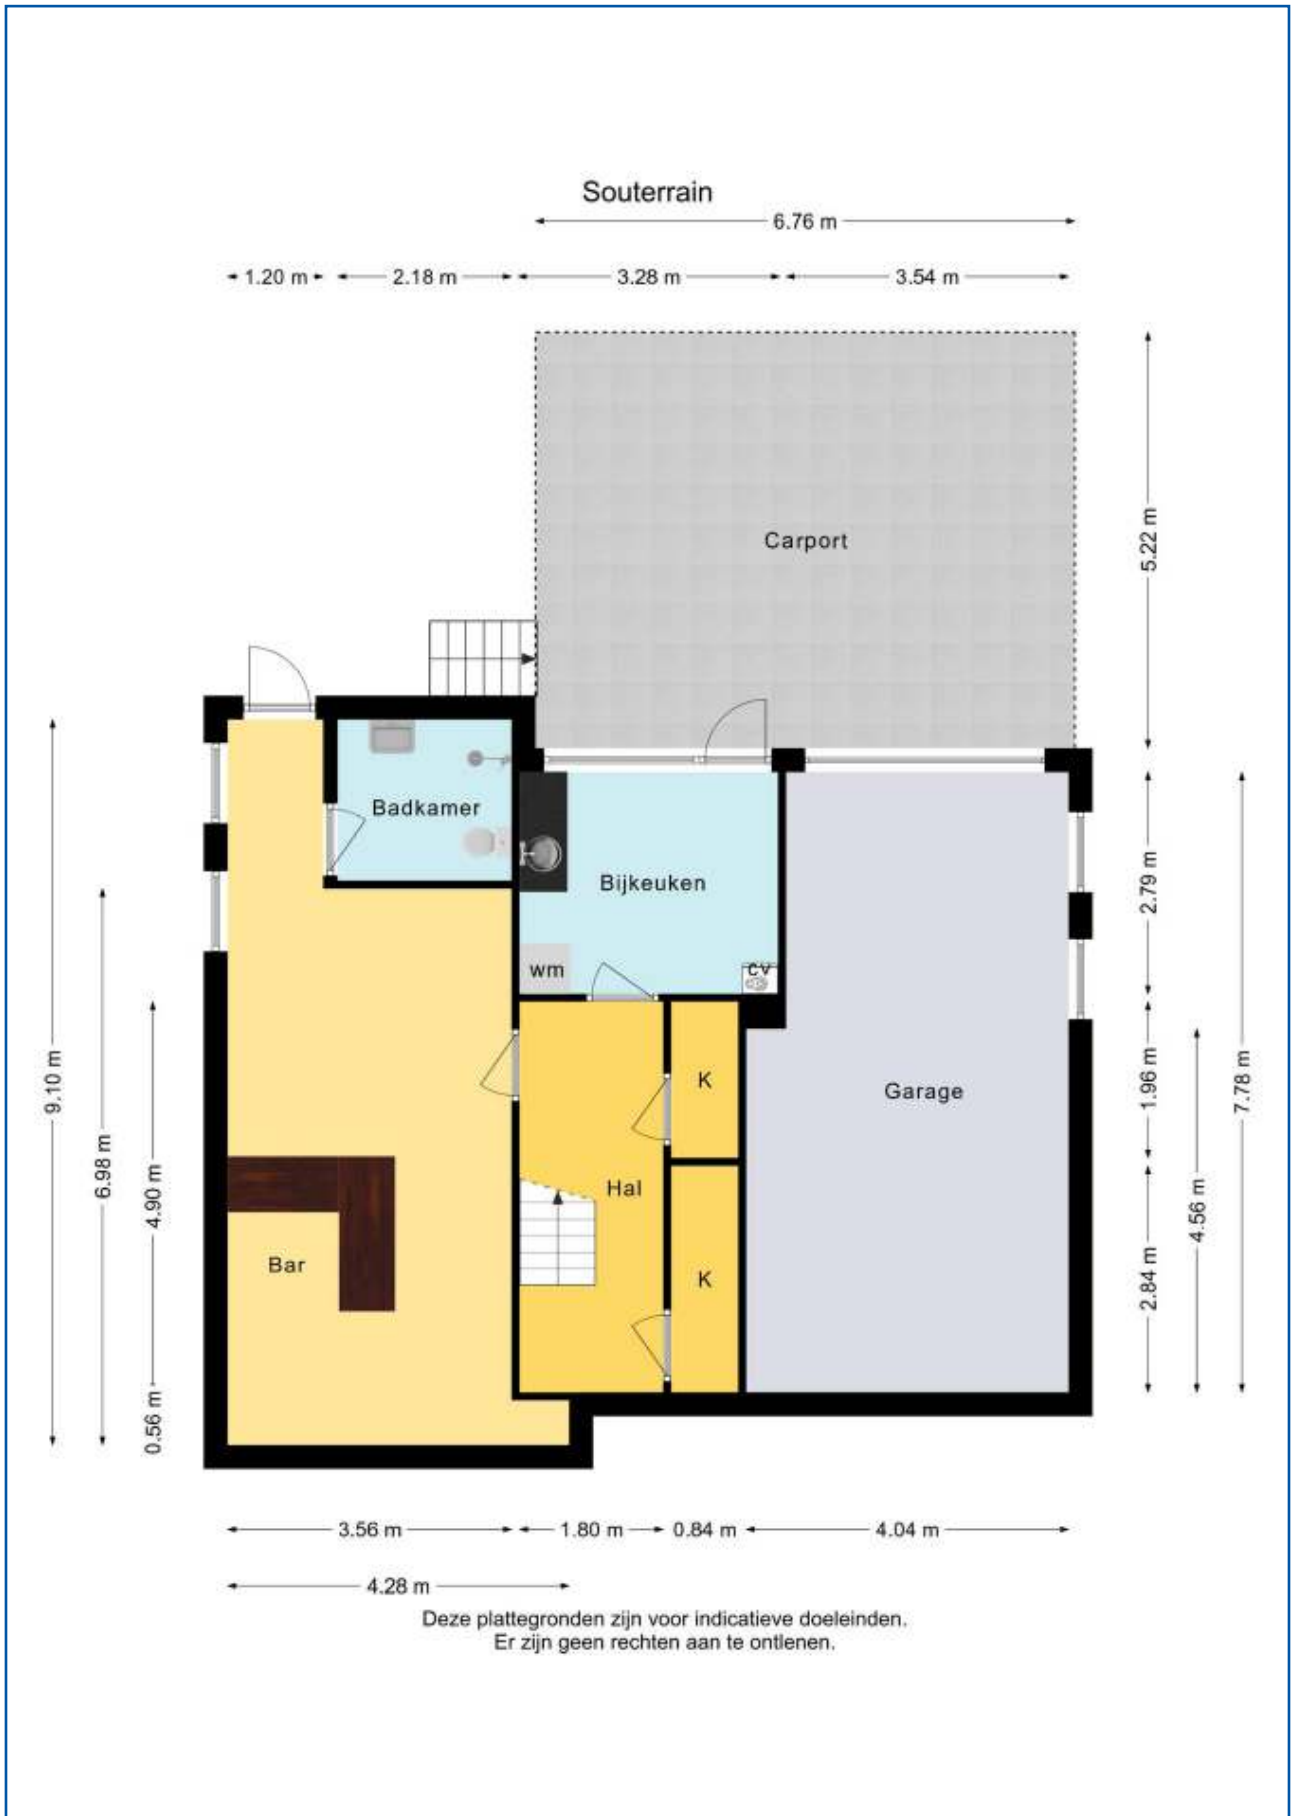 Souterrain
6.76 m
1.20 m
2.18 m
3.28 m
3.54 m
5.22 m
Carport
Badkamer
Bijkeuken
2.79 m
wm
cv
9.10 m
6.98 m
4.90 m
0.56 m
K
Garage
1.96 m
7.78 m
Hal
4.56 m
Bar
K
2.84 m
3.56 m
1.80 m
0.84 m
4.04 m
4.28 m
Deze plattegronden zijn voor indicatieve doeleinden.
Er zijn geen rechten aan te ontlenen.